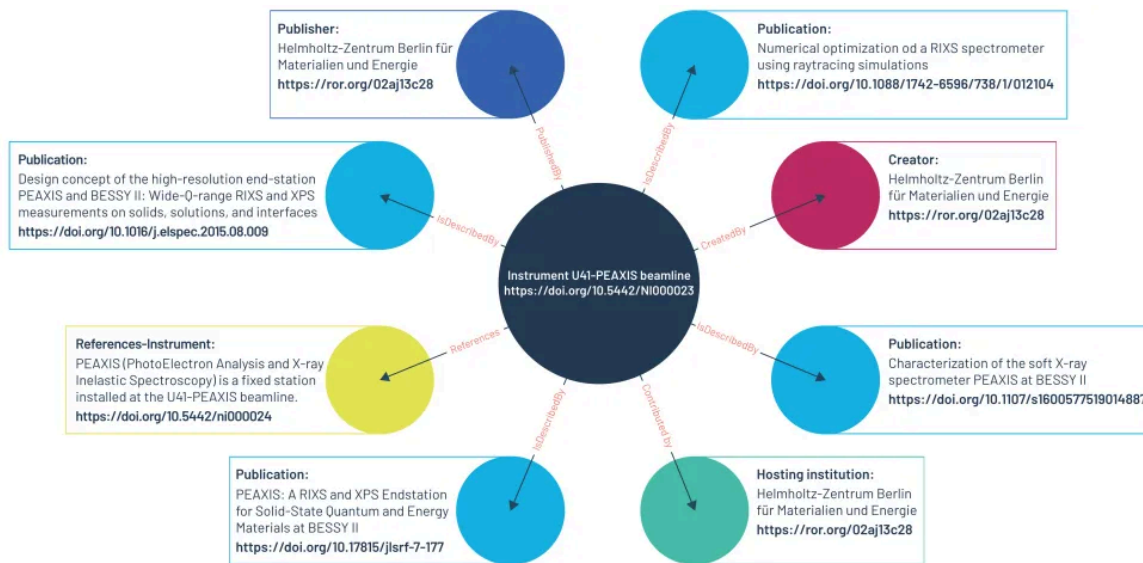 Publisher:
Helmholtz-Zentrum Berlin für
Materialien und Energie
https://ror.org/02aj13c28
PublishedBy
Publication:
Numerical optimization od a RIXS spectrometer
using raytracing simulations
https://doi.org/10.1088/1742-6596/738/1/012104
IsDescribedBy
Publication:
Design concept of the high-resolution end-station
PEAXIS and BESSY II: Wide-Q-range RIXS and XPS
measurements on solids, solutions, and interfaces
https://doi.org/10.1016/j.elspec.2015.08.009
IsDescribedBy
Creator:
Helmholtz-Zentrum Berlin
für Materialien und Energie
https://ror.org/02aj13c28
CreatedBy
Instrument U41-PEAXIS beamline
https://doi.org/10.5442/NI000023
References-Instrument:
PEAXIS (PhotoElectron Analysis and X-ray
Inelastic Spectroscopy) is a fixed station
installed at the U41-PEAXIS beamline.
https://doi.org/10.5442/ni000024
References
IsDescribedBy
Publication:
Characterization of the soft X-ray
spectrometer PEAXIS at BESSY II
https://doi.org/10.1107/s1600577519014887
Publication:
PEAXIS: A RIXS and XPS Endstation
for Solid-State Quantum and Energy
Materials at BESSY II
https://doi.org/10.17815/jlsrf-7-177
IsDescribedBy
Contributed by
Hosting institution:
Helmholtz-Zentrum Berlin
für Materialien und Energie
https://ror.org/02aj13c28